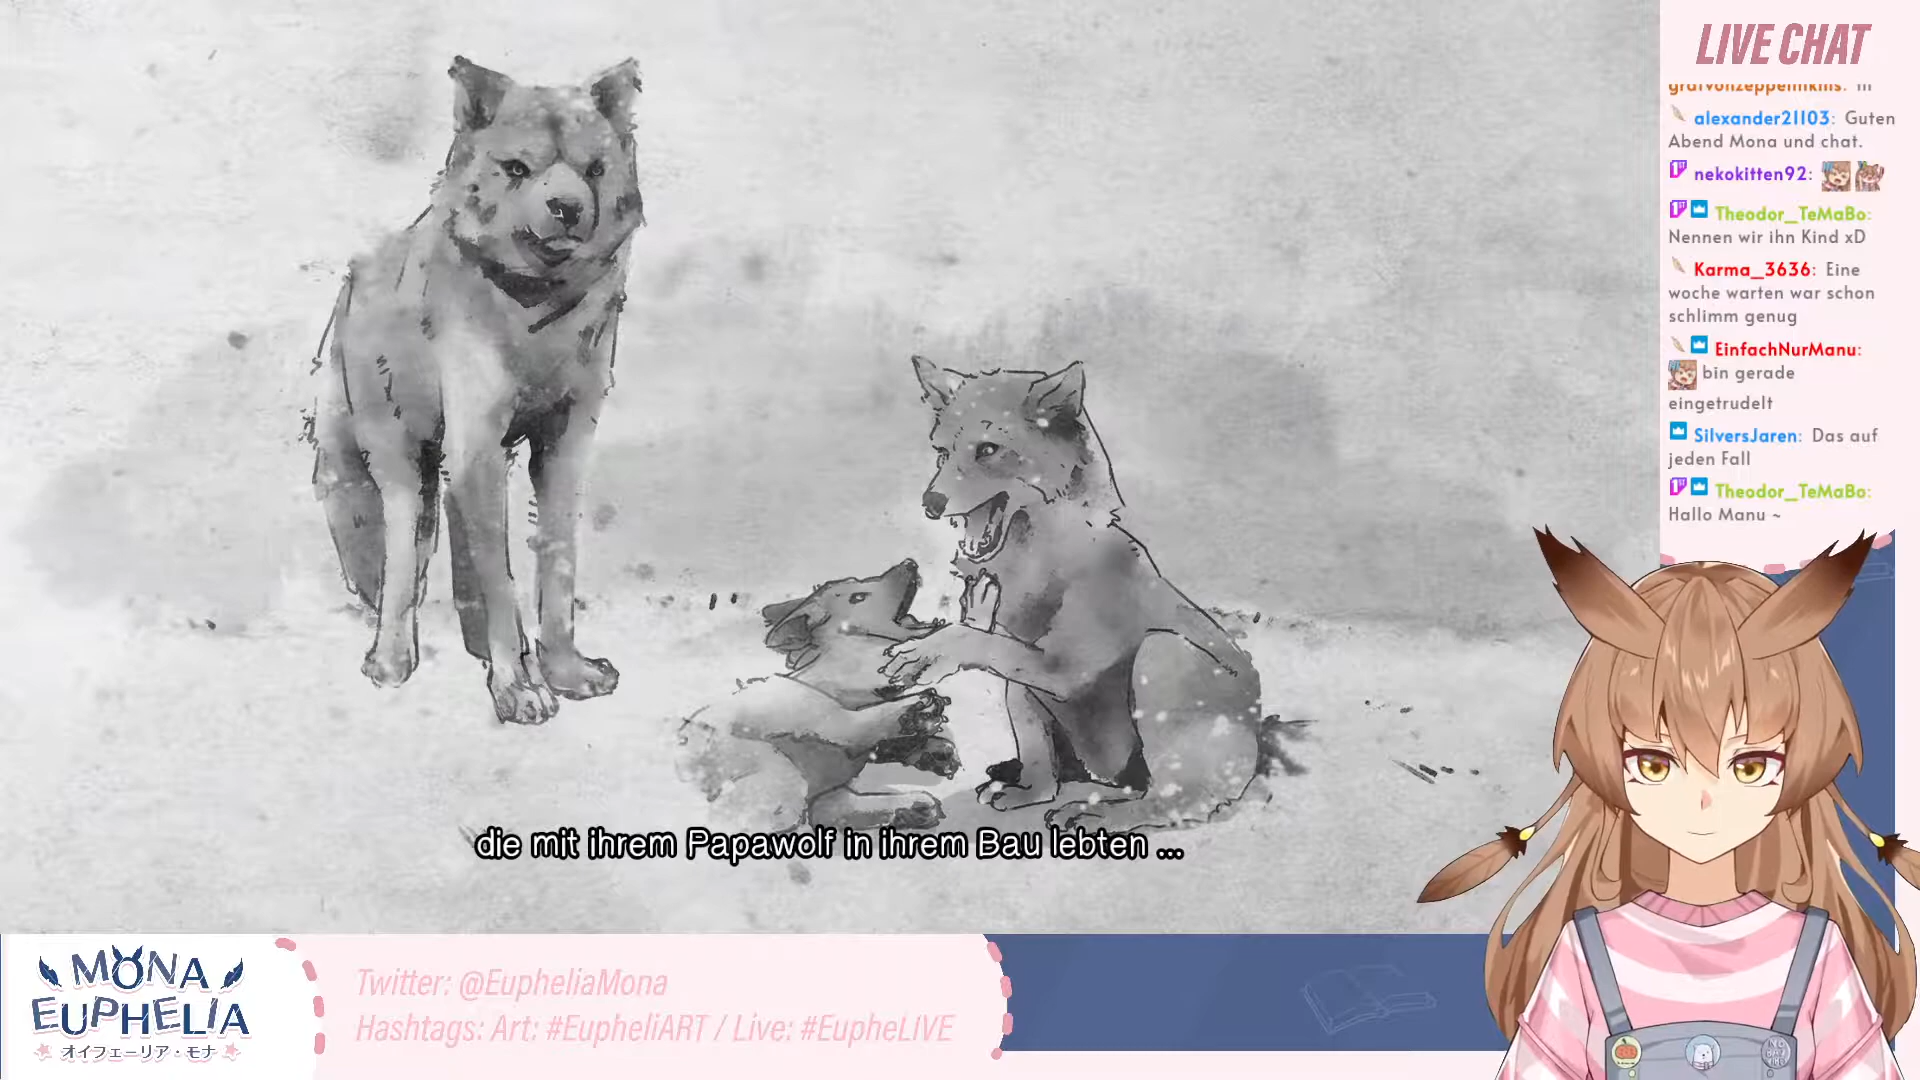 LIVE CHAT
alexander21103: Guten
Abend Mona und chat.
nekokitten92:
Theodor_TeMaBo:
Nennen wir ihn Kind xD
Karma_3636: Eine
woche warten war schon
schlimm genug
EinfachNurManu:
bin gerade
eingetrudelt
SilversJaren: Das auf
jeden Fall
Theodor_TeMaBo:
Hallo Manu ~
die mit ihrem Papawolf in ihrem Bau lebten ...
MONA
EUPHELIA
オイフェーリア・モナ
Twitter: @EupheliaMona
Hashtags: Art: #EupheliART / Live: #EupheLIVE